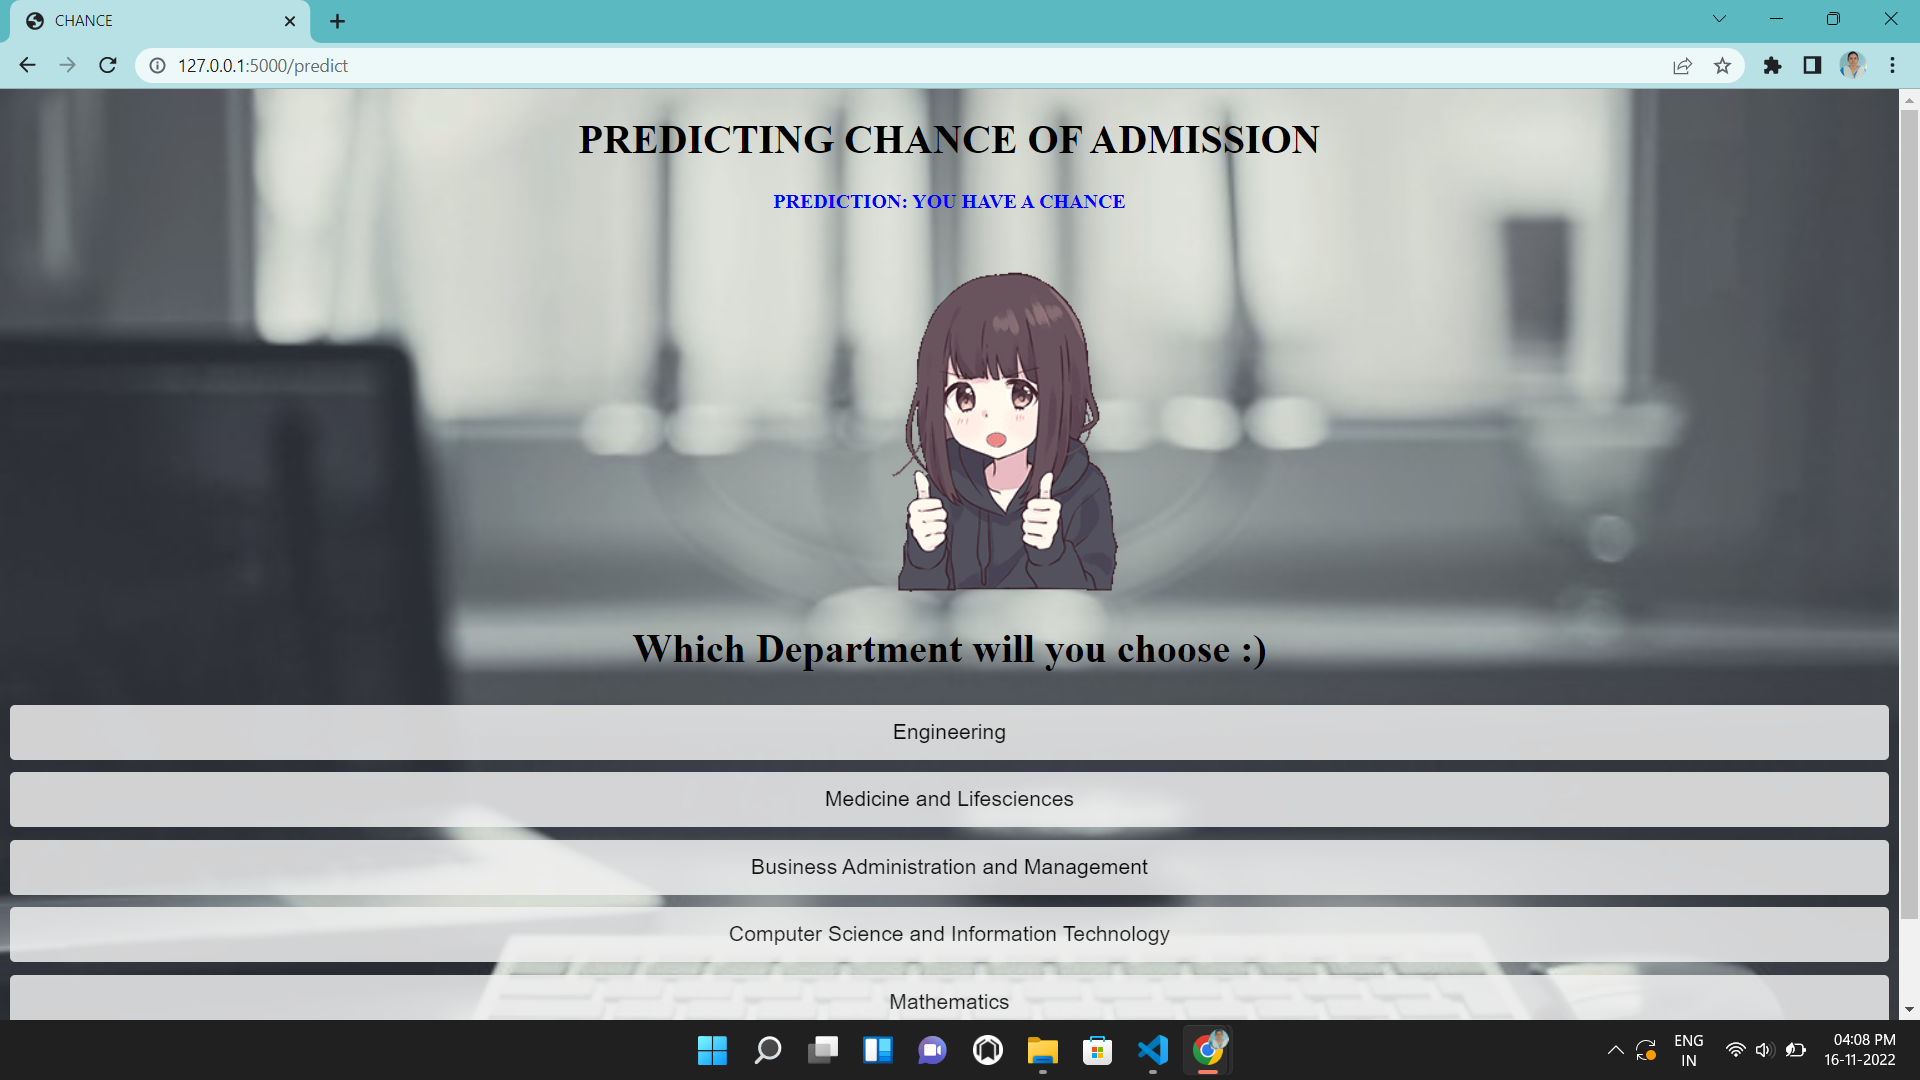 CHANCE
127.0.0.1:5000/predict
PREDICTING CHANCE OF ADMISSION
PREDICTION: YOU HAVE A CHANCE
Which Department will you choose :)
Engineering
Medicine and Lifesciences
Business Administration and Management
Computer Science and Information Technology
Mathematics
ENG
IN
04:08 PM
16-11-2022